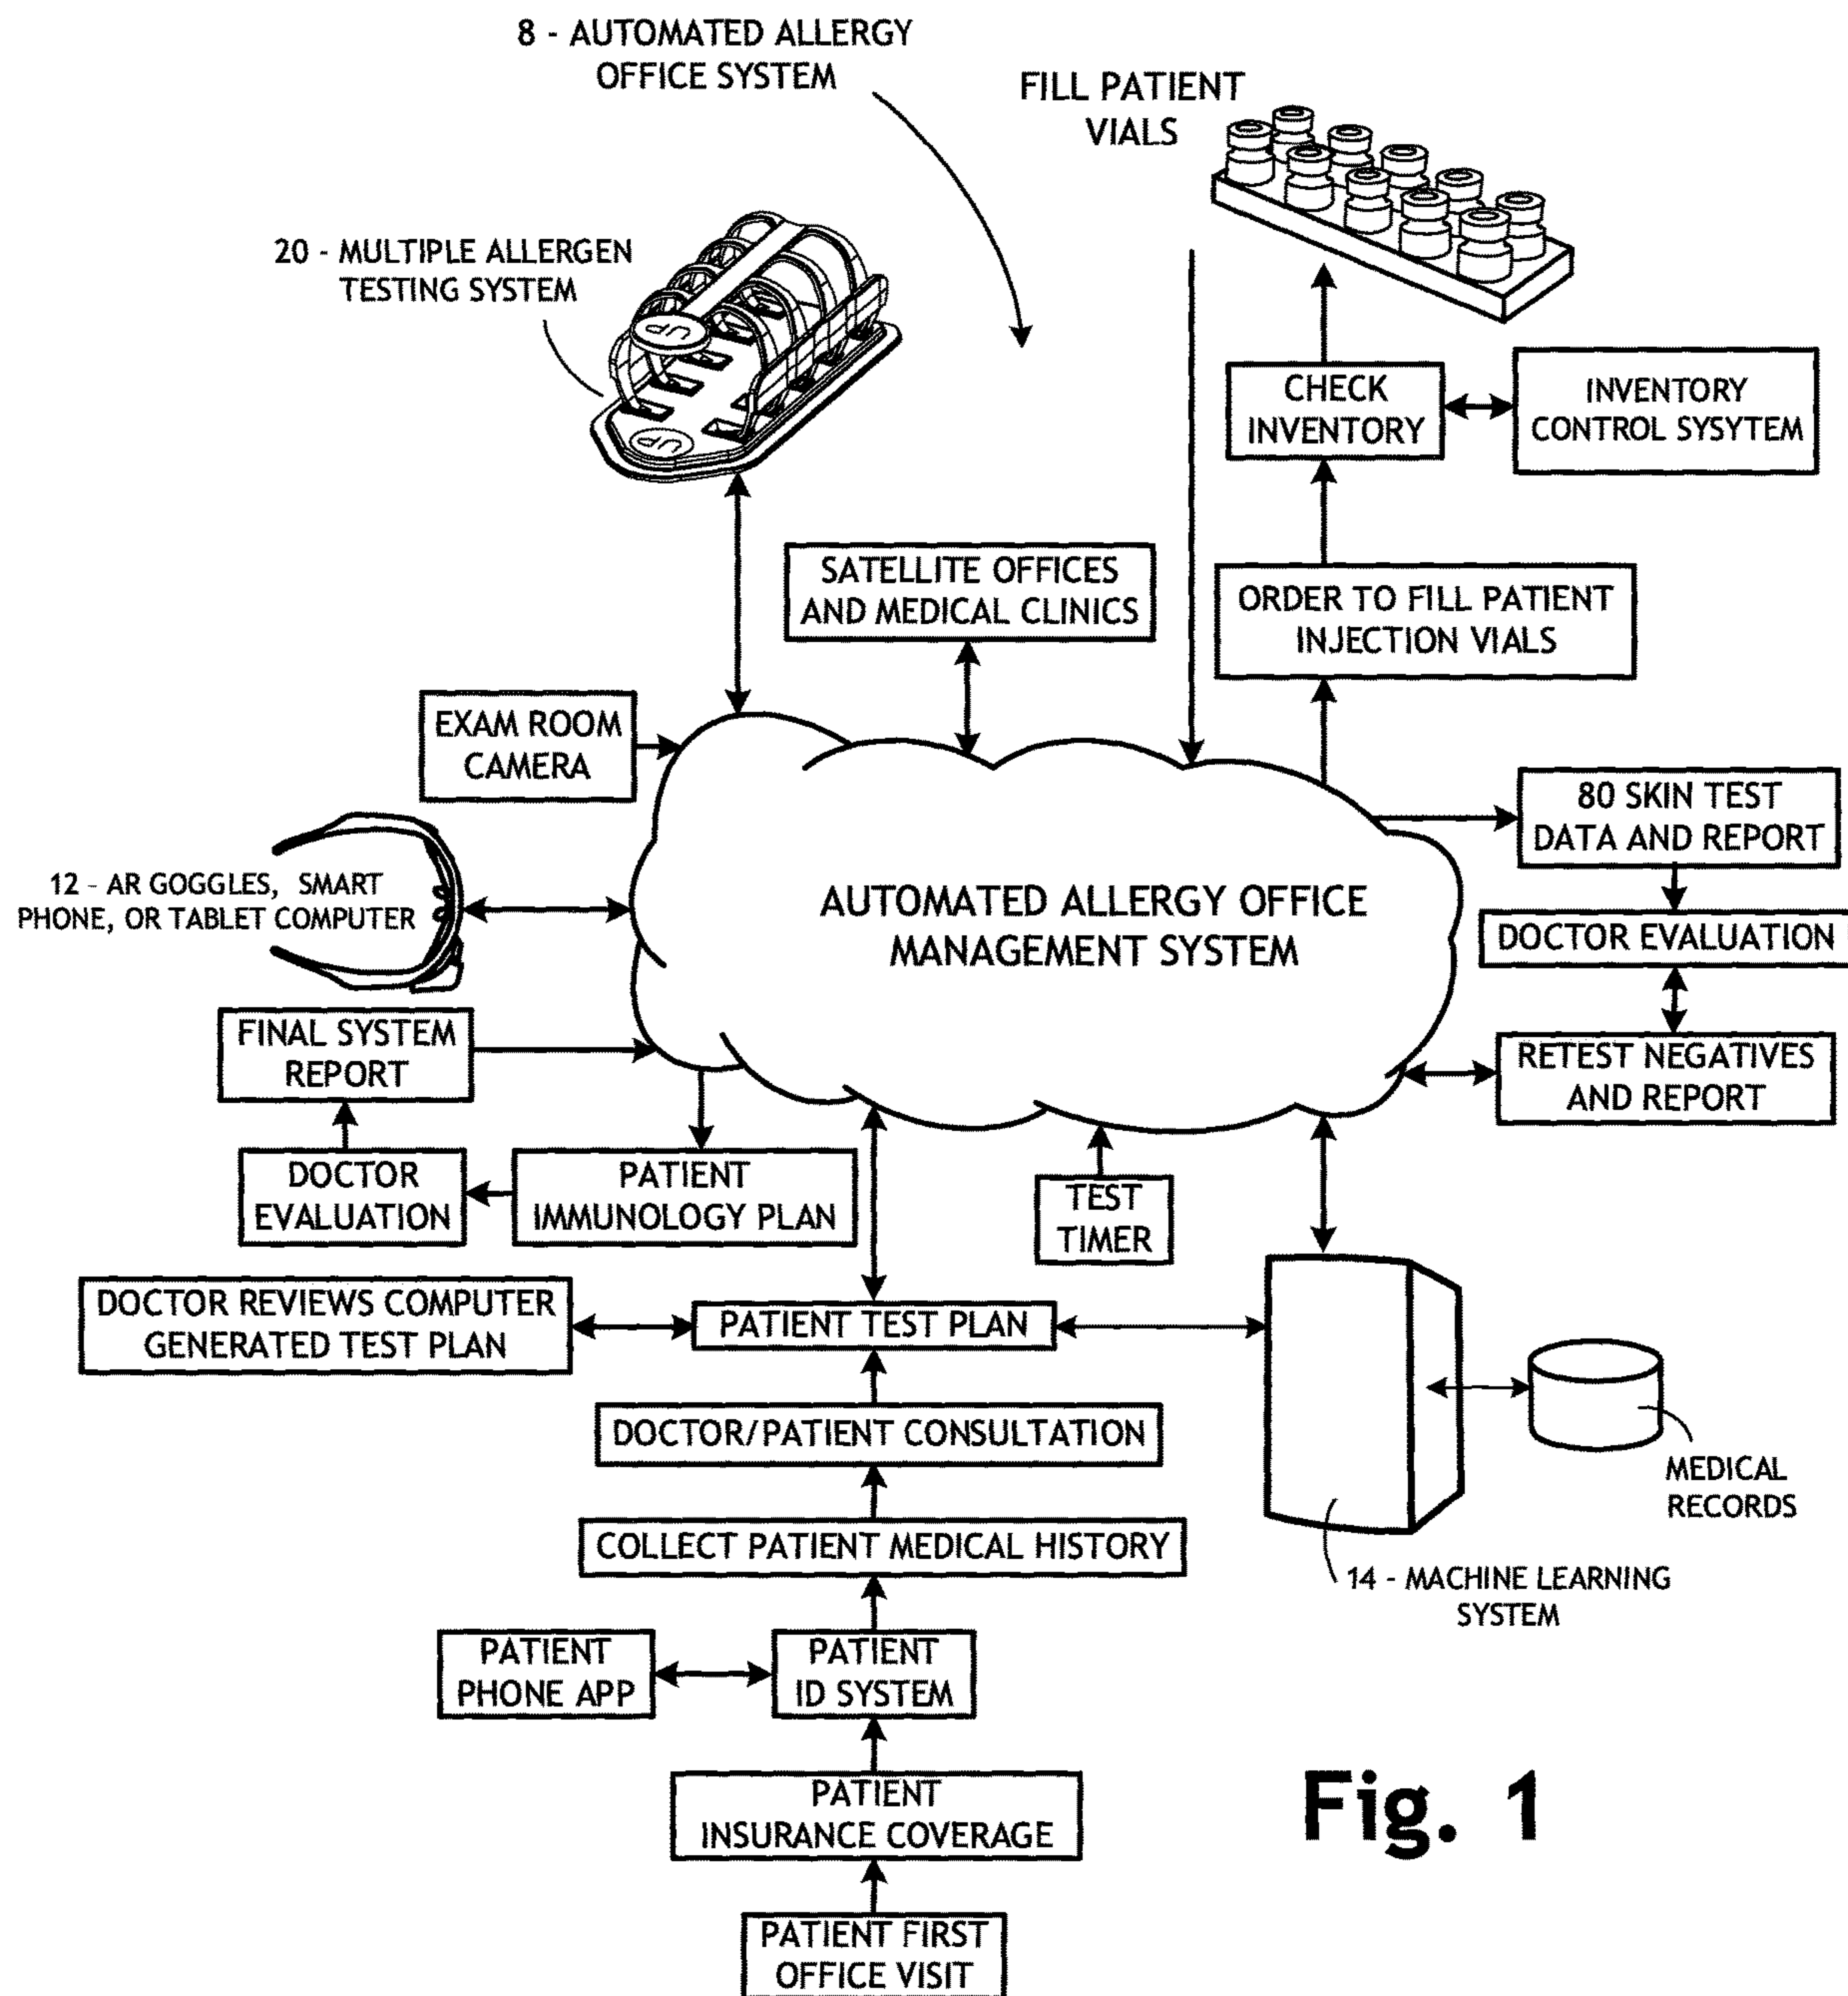 8 - AUTOMATED ALLERGY
OFFICE SYSTEM
FILL PATIENT
VIALS
20 - MULTIPLE ALLERGEN
TESTING SYSTEM
UP
UP
CHECK
INVENTORY
INVENTORY
CONTROL SYSYTEM
SATELLITE OFFICES
AND MEDICAL CLINICS
ORDER TO FILL PATIENT
INJECTION VIALS
EXAM ROOM
CAMERA
80 SKIN TEST
DATA AND REPORT
12 - AR GOGGLES, SMART
PHONE, OR TABLET COMPUTER
AUTOMATED ALLERGY OFFICE
MANAGEMENT SYSTEM
DOCTOR EVALUATION
FINAL SYSTEM
REPORT
RETEST NEGATIVES
AND REPORT
DOCTOR
EVALUATION
PATIENT
IMMUNOLOGY PLAN
TEST
TIMER
DOCTOR REVIEWS COMPUTER
GENERATED TEST PLAN
PATIENT TEST PLAN
DOCTOR/PATIENT CONSULTATION
MEDICAL
RECORDS
COLLECT PATIENT MEDICAL HISTORY
14 - MACHINE LEARNING
SYSTEM
PATIENT
PHONE APP
PATIENT
ID SYSTEM
PATIENT
INSURANCE COVERAGE
Fig. 1
PATIENT FIRST
OFFICE VISIT